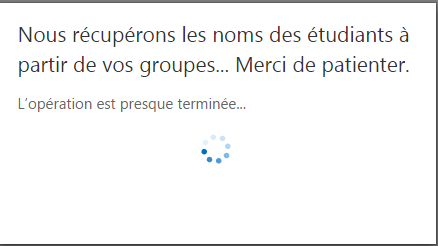 Nous récupérons les noms des étudiants à
partir de vos groupes... Merci de patienter.
L'opération est presque terminée...